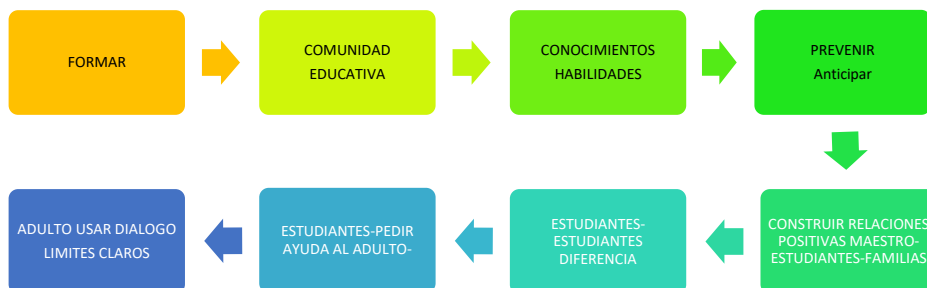 FORMAR
COMUNIDAD
EDUCATIVA
CONOCIMIENTOS
HABILIDADES
PREVENIR
Anticipar
CONSTRUIR RELACIONES
POSITIVAS MAESTRO-
ESTUDIANTES-FAMILIAS
ESTUDIANTES-
ESTUDIANTES
DIFERENCIA
ESTUDIANTES-PEDIR
AYUDA AL ADULTO-
ADULTO USAR DIALOGO
LIMITES CLAROS